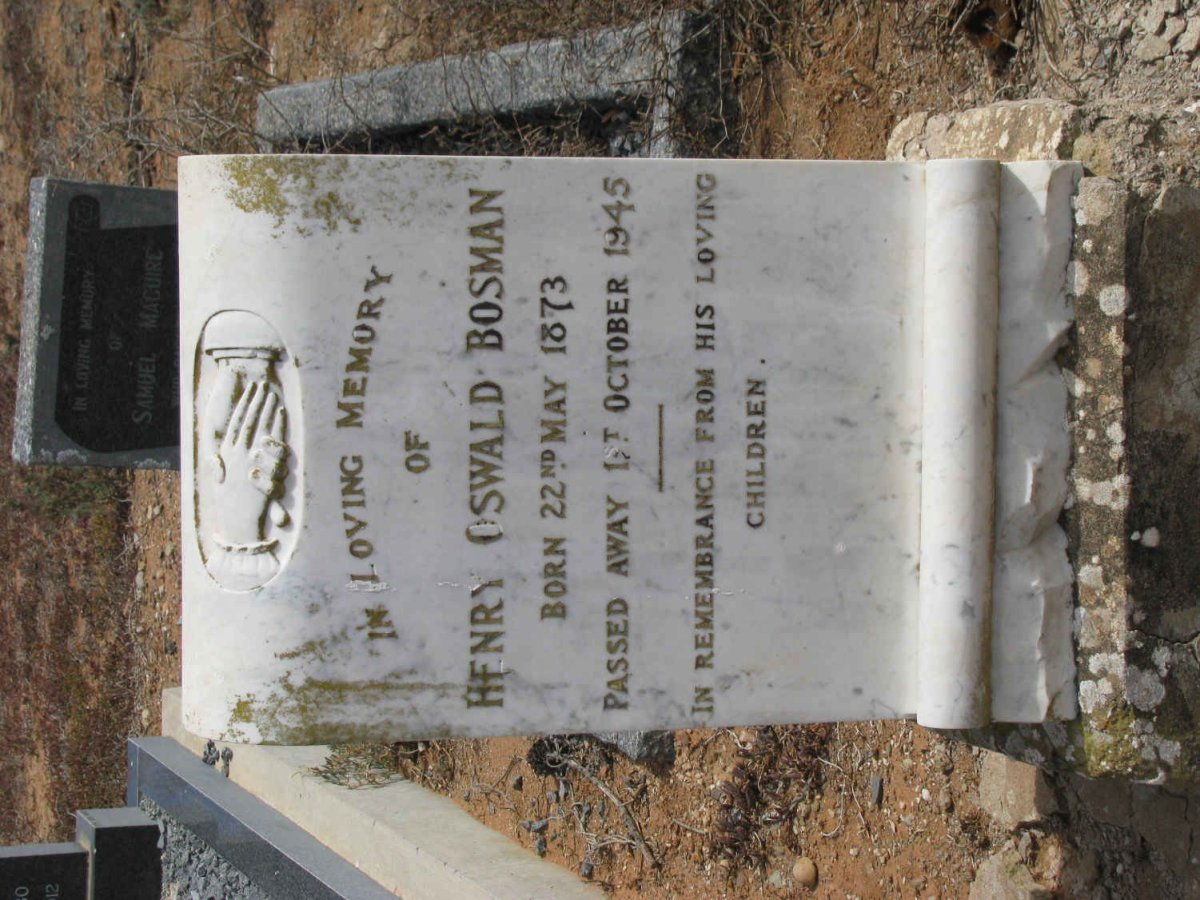 IN LOVING MEMORY
OF
HENRY OSWALD BOSMAN
BORN 22ND MAY 1873
PASSED AWAY 1ST OCTOBER 1945
IN REMEMBRANCE FROM HIS LOVING
CHILDREN.
IN LOVING MEMORY
OF
SAMUEL MAGUIRE